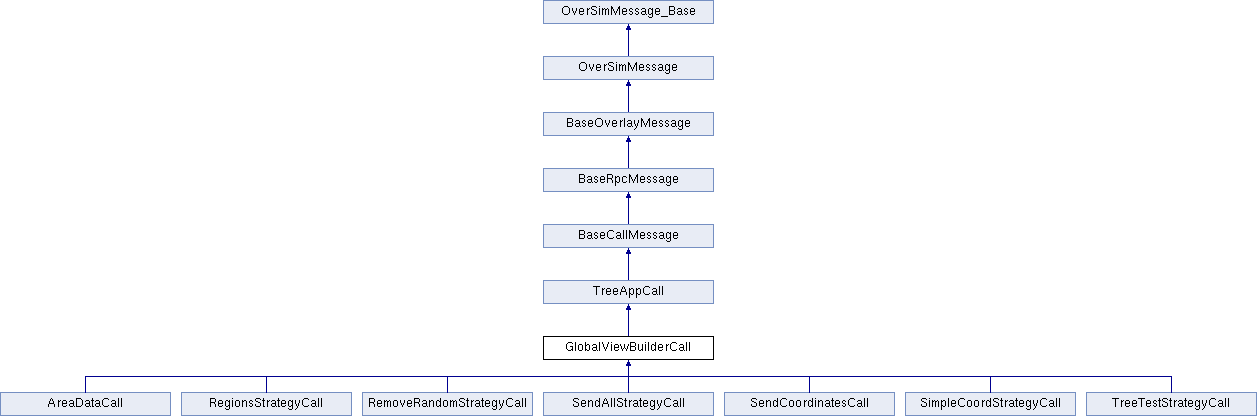 OverSimMessage_Base
OverSimMessage
BaseOverlayMessage
BaseRpcMessage
BaseCallMessage
TreeAppCall
GlobalViewBuilderCall
AreaDataCall
RegionsStrategyCall
RemoveRandomStrategyCall
SendAllStrategyCall
SendCoordinatesCall
SimpleCoordStrategyCall
TreeTestStrategyCall